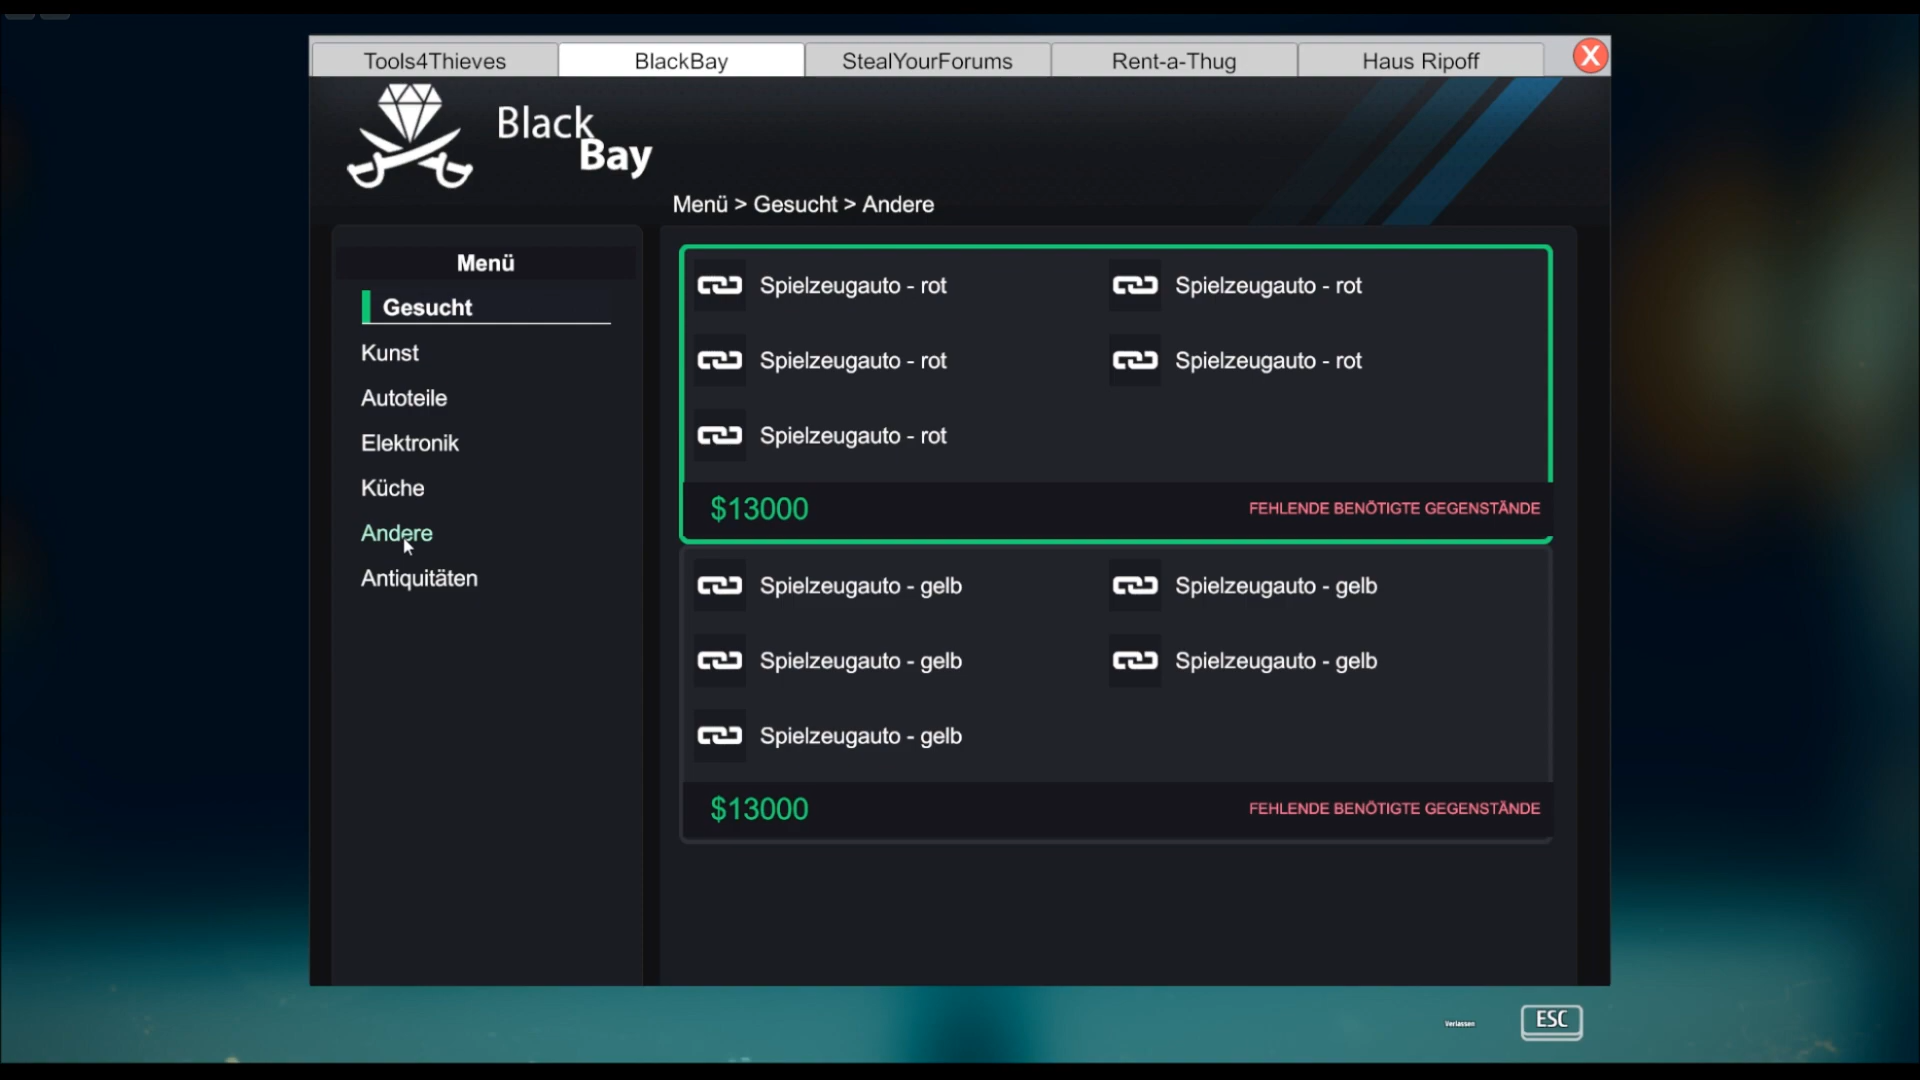 Tools4Thieves
BlackBay
StealYourForums
Rent-a-Thug
Haus Ripoff
X
Black
Bay
Menü > Gesucht > Andere
Menü
Gesucht
Kunst
Autoteile
Elektronik
Küche
Andere
Antiquitäten
Spielzeugauto - rot
Spielzeugauto - rot
Spielzeugauto - rot
Spielzeugauto - rot
Spielzeugauto - rot
$13000
FEHLENDE BENÖTIGTE GEGENSTÄNDE
Spielzeugauto - gelb
Spielzeugauto - gelb
Spielzeugauto - gelb
Spielzeugauto - gelb
Spielzeugauto - gelb
$13000
FEHLENDE BENÖTIGTE GEGENSTÄNDE
Verlassen
ESC